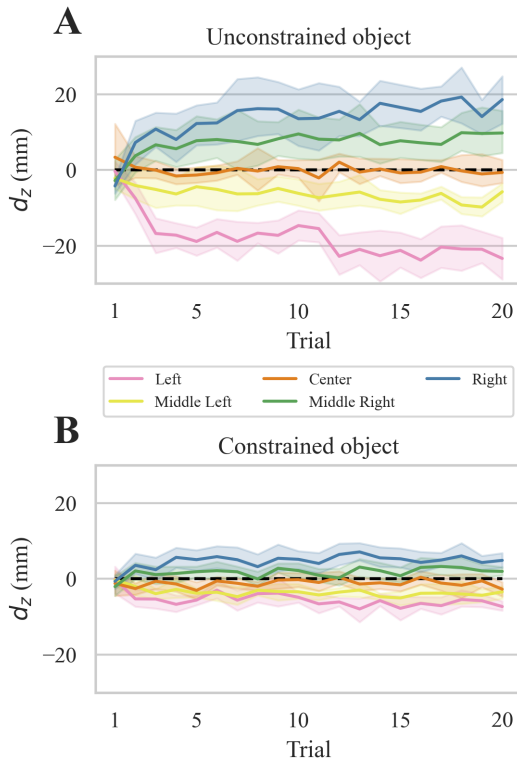 A
Unconstrained object
20
0
−20
d_z (mm)
1 5 10 15 20
Trial
Left Center Right
Middle Left Middle Right
B
Constrained object
20
0
−20
d_z (mm)
1 5 10 15 20
Trial